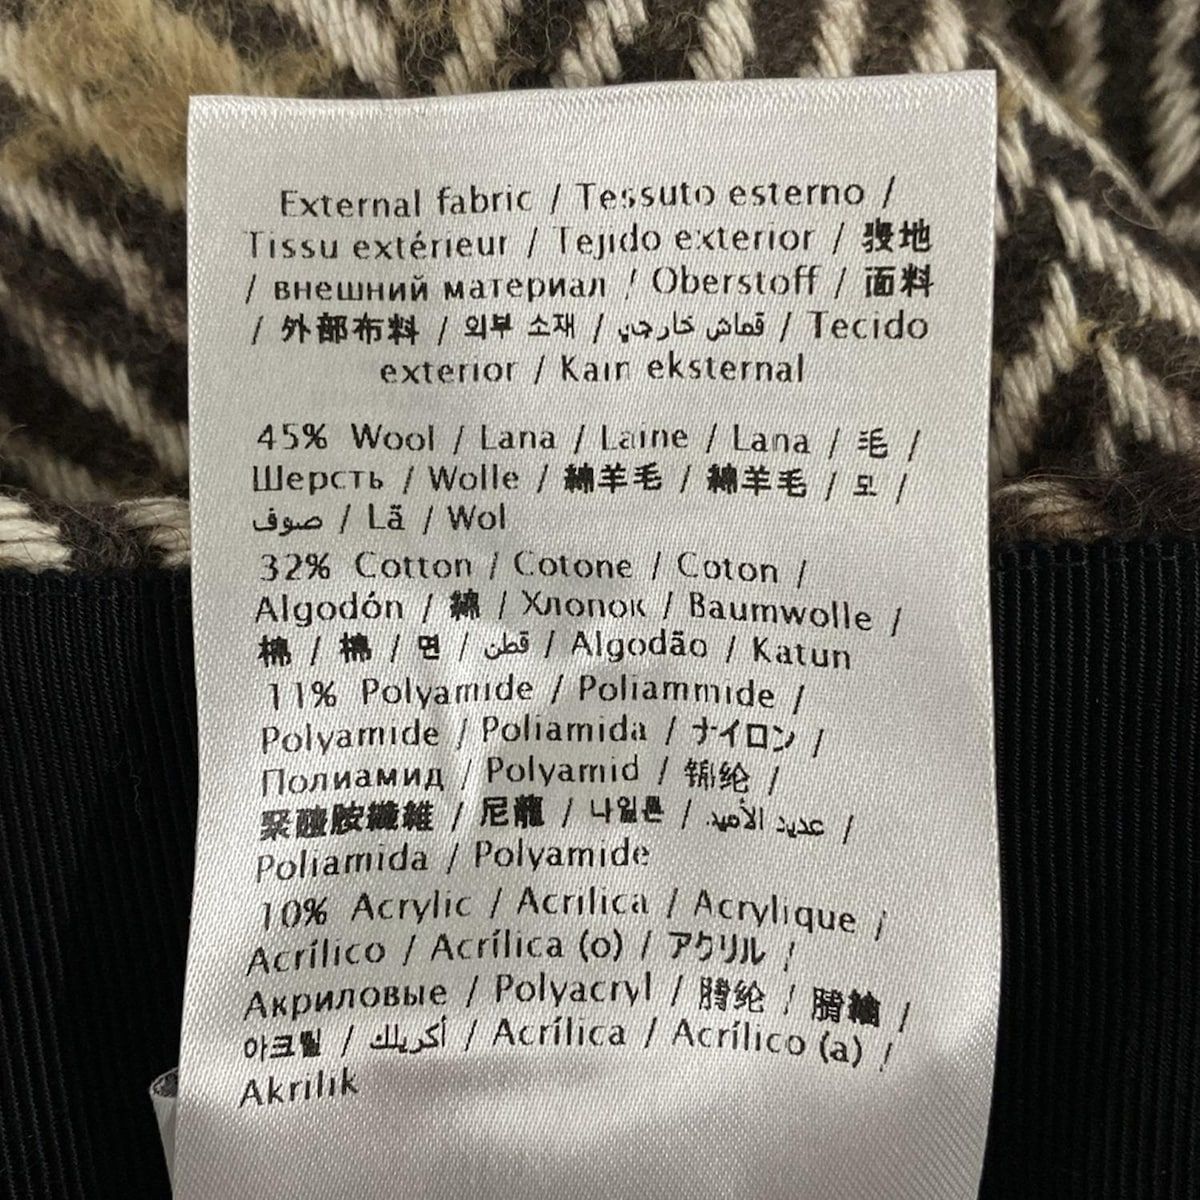 External fabric / Tessuto esterno /
Tissu extérieur / Tejido exterior / 表地
/ внешний материал / Oberstoff / 面料
/ 外部布料 / 외부 소재 / قماش خارجي / Tecido
exterior / Kain eksternal
45% Wool / Lana / Laine / Lana / 毛 /
Шерсть / Wolle / 綿羊毛 / 綿羊毛 / 모 /
صوف / Lã / Wol
32% Cotton / Cotone / Coton /
Algodón / 綿 / Хлопок / Baumwolle /
棉 / 棉 / 면 / قطن / Algodão / Katun
11% Polyamide / Poliammide /
Polyamide / Poliamida / ナイロン /
Полиамид / Polyamid / 锦纶 /
聚醯胺纖維 / 尼龍 / 나일론 / عديد الأميد /
Poliamida / Polyamide
10% Acrylic / Acrilica / Acrylique /
Acrílico / Acrílica (o) / アクリル /
Акриловые / Polyacryl / 腈纶 / 腈綸 /
아크릴 / أكريلك / Acrílica / Acrílico (a) /
Akrilik